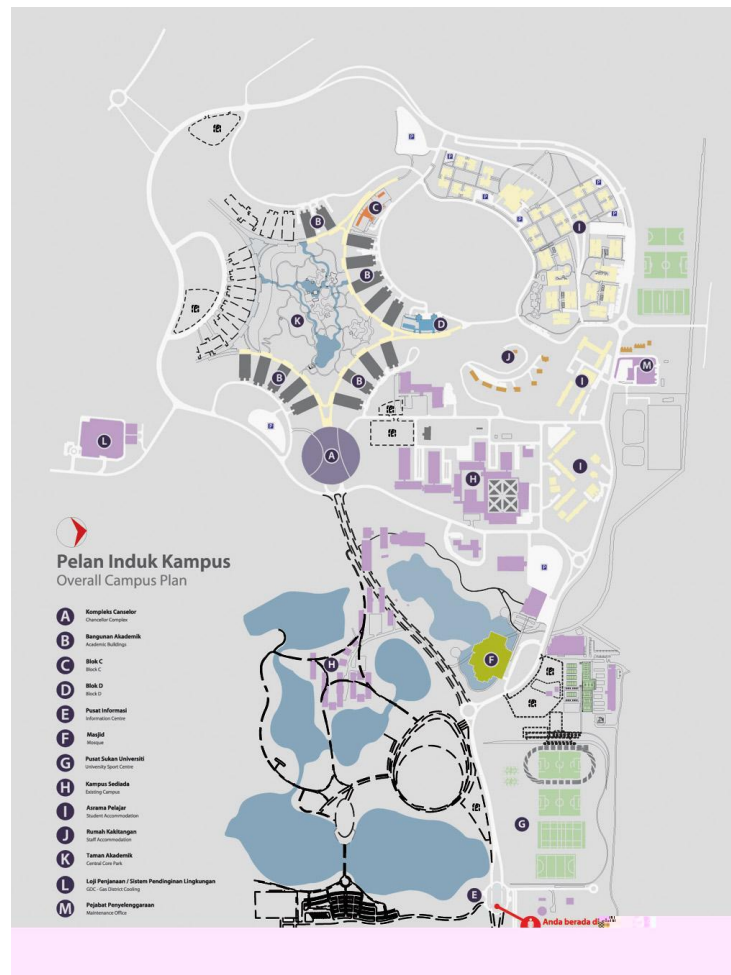 P
P
P
C
P
B
P
P
I
B
K
D
J
M
B
B
I
P
L
A
I
H
P
Pelan Induk Kampus
Overall Campus Plan
A Kompleks Canselor
Chancellor Complex
B Bangunan Akademik
Academic Buildings
C Blok C
Block C
D Blok D
Block D
E Pusat Informasi
Information Centre
F Masjid
Mosque
G Pusat Sukan Universiti
University Sport Centre
H Kampus Sediada
Existing Campus
I Asrama Pelajar
Student Accommodation
J Rumah Kakitangan
Staff Accommodation
K Taman Akademik
Central Core Park
L Loji Penjanaan / Sistem Pendinginan Lingkungan
GDC - Gas District Cooling
M Pejabat Penyelenggaraan
Maintenance Office
H
F
G
E
Anda berada di